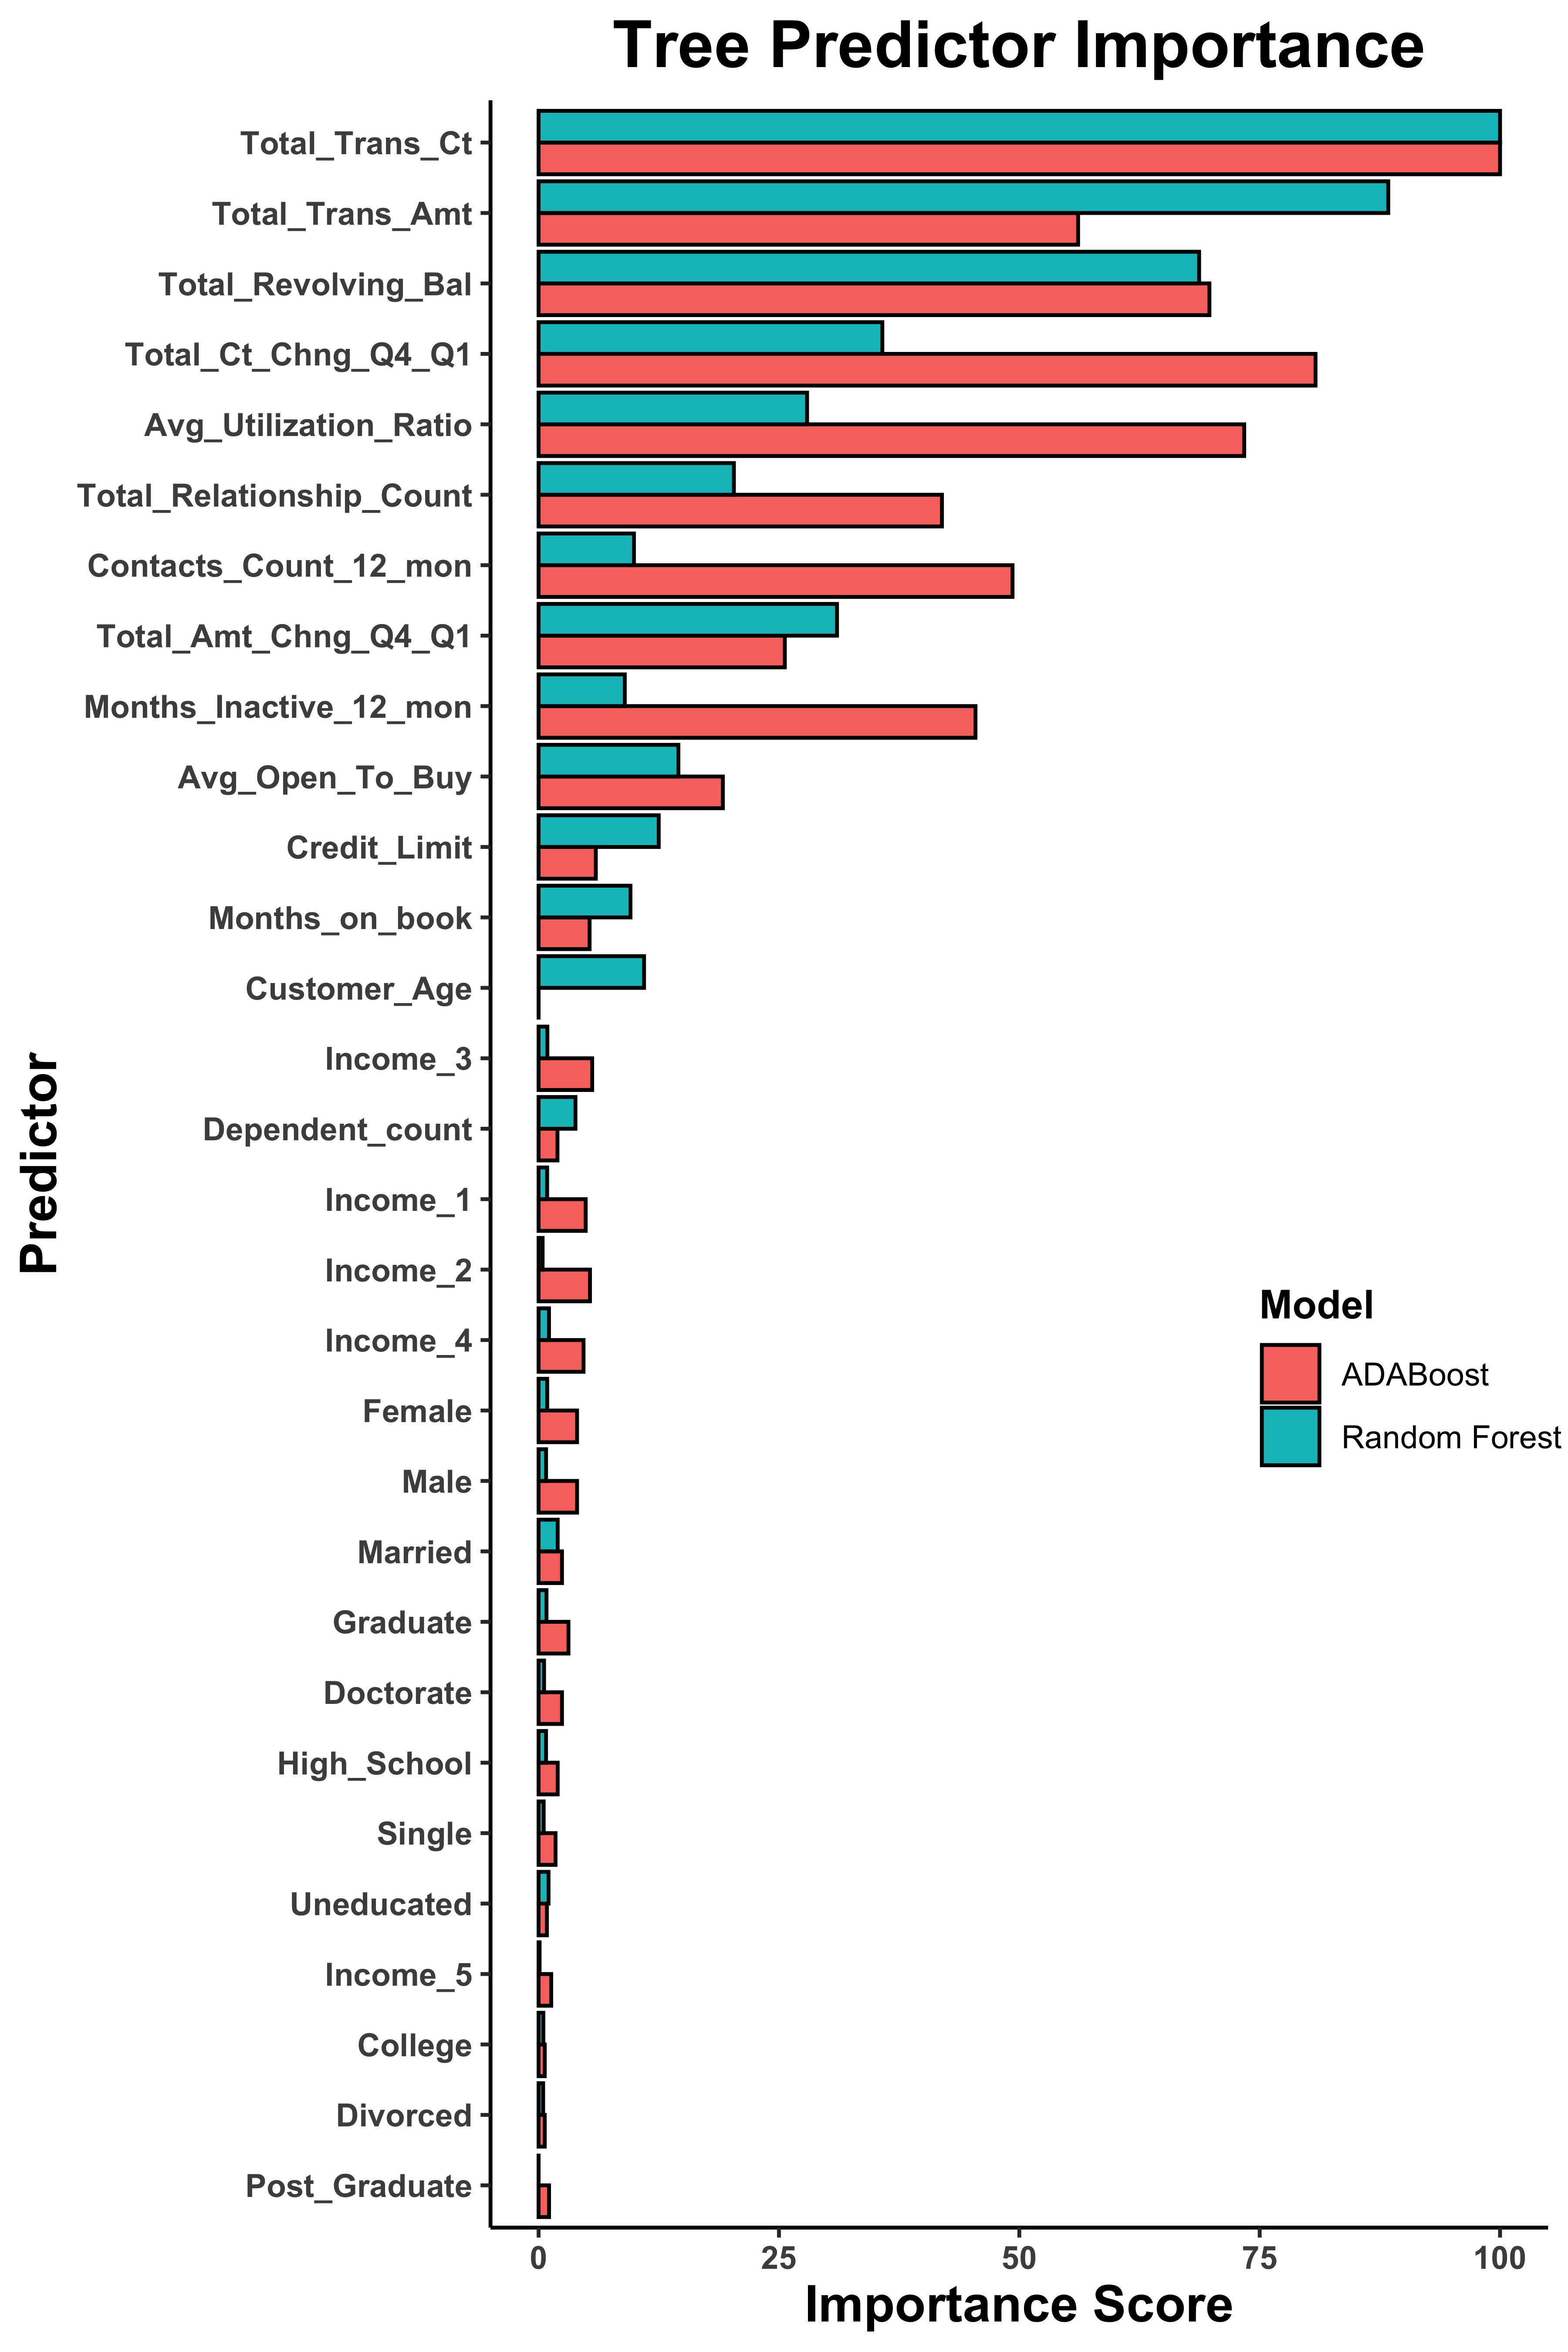 Tree Predictor Importance
Total_Trans_Ct
Total_Trans_Amt
Total_Revolving_Bal
Total_Ct_Chng_Q4_Q1
Avg_Utilization_Ratio
Total_Relationship_Count
Contacts_Count_12_mon
Total_Amt_Chng_Q4_Q1
Months_Inactive_12_mon
Avg_Open_To_Buy
Credit_Limit
Months_on_book
Customer_Age
Income_3
Dependent_count
Income_1
Income_2
Income_4
Female
Male
Married
Graduate
Doctorate
High_School
Single
Uneducated
Income_5
College
Divorced
Post_Graduate
Predictor
Model
ADABoost
Random Forest
0 25 50 75 100
Importance Score